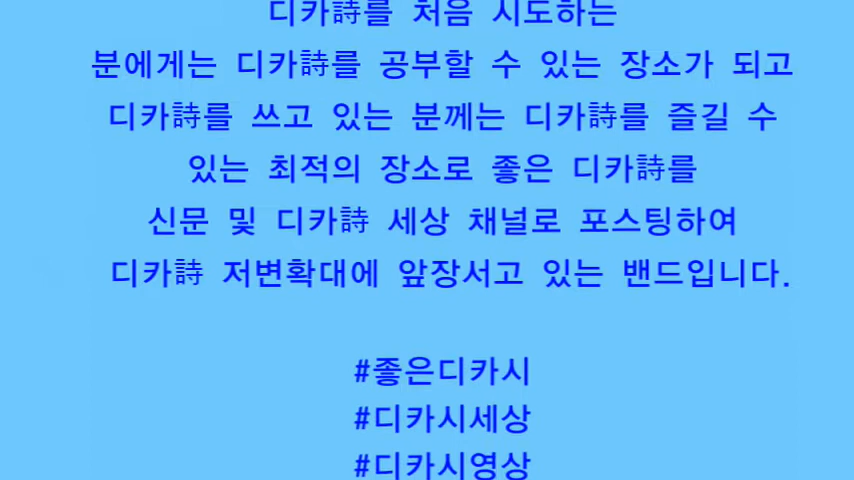 디카詩를 처음 시도하는
분에게는 디카詩를 공부할 수 있는 장소가 되고
디카詩를 쓰고 있는 분께는 디카詩를 즐길 수
있는 최적의 장소로 좋은 디카詩를
신문 및 디카詩 세상 채널로 포스팅하여
디카詩 저변확대에 앞장서고 있는 밴드입니다.
#좋은디카시
#디카시세상
#디카시영상